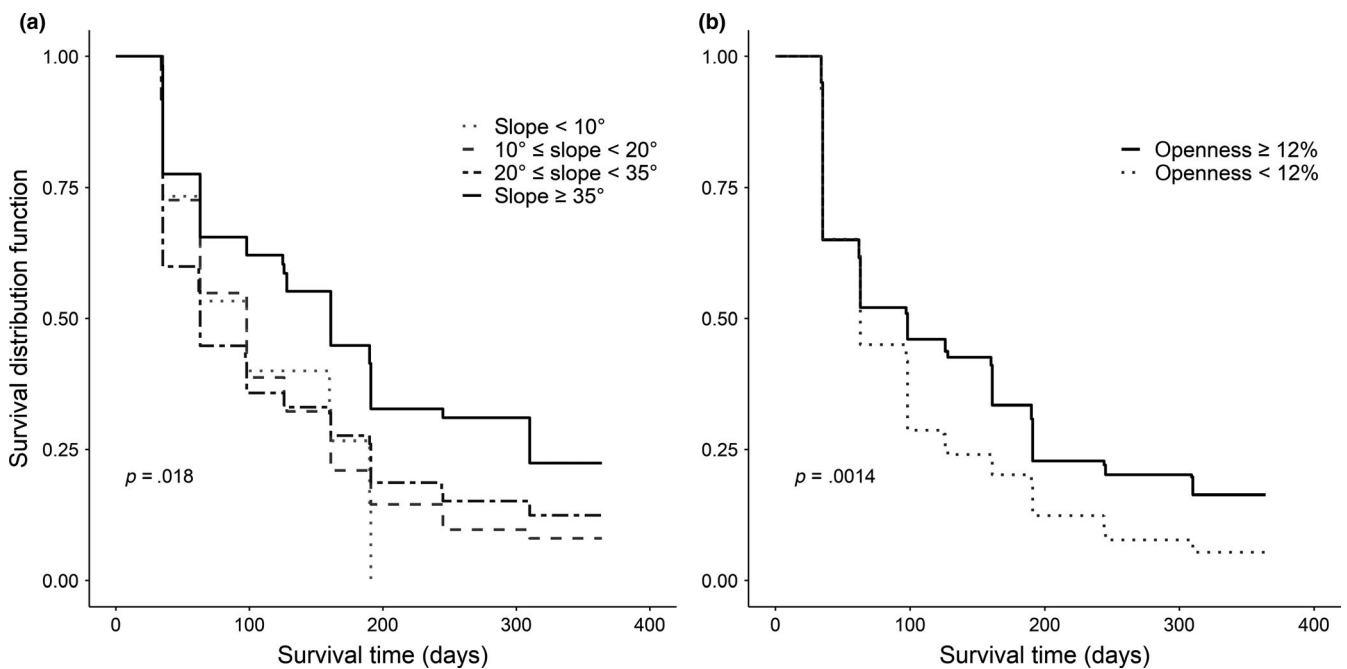 (a)
1.00
0.75
0.50
0.25
0.00
Survival distribution function
Slope < 10°
10° ≤ slope < 20°
20° ≤ slope < 35°
Slope ≥ 35°
p = .018
0 100 200 300 400
Survival time (days)
(b)
1.00
0.75
0.50
0.25
0.00
Openness ≥ 12%
Openness < 12%
p = .0014
0 100 200 300 400
Survival time (days)